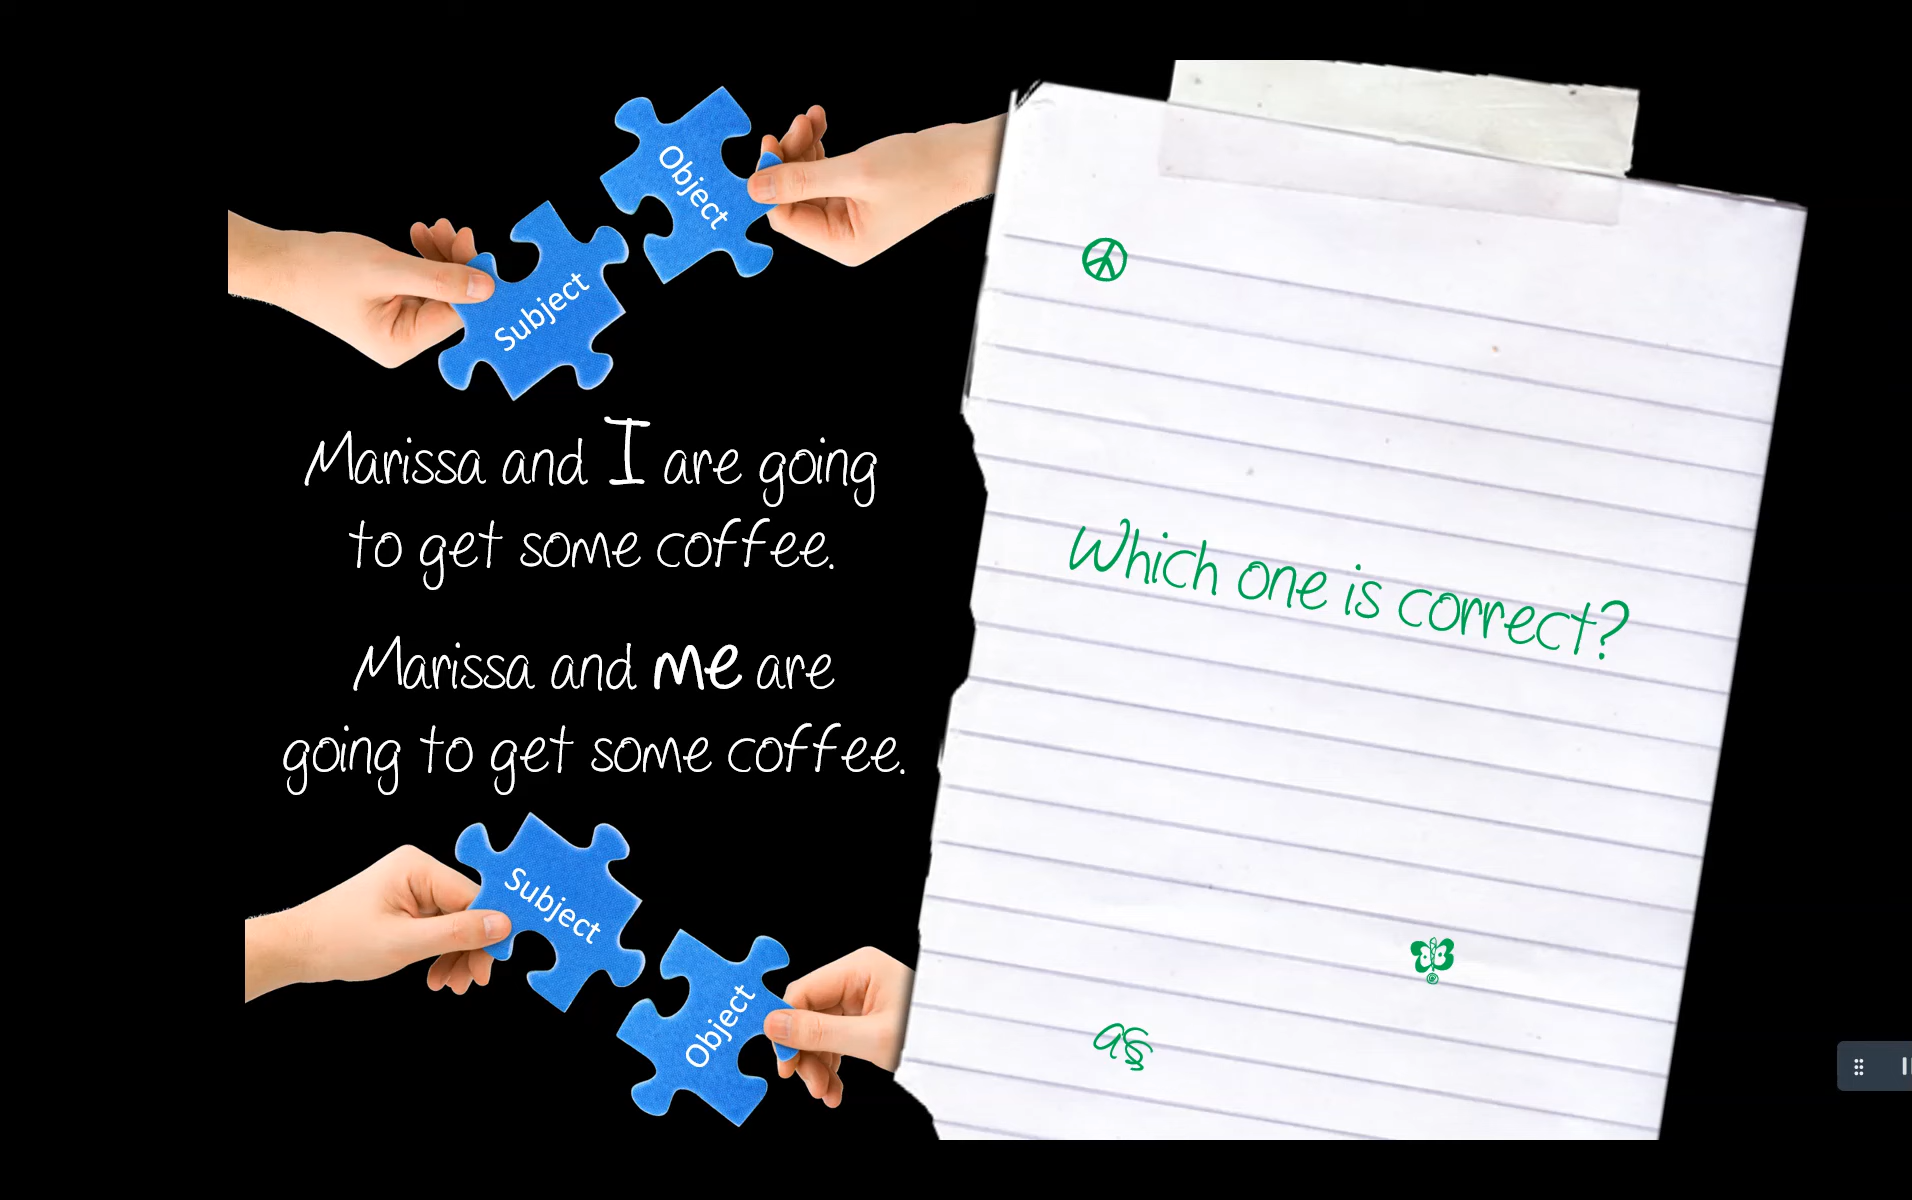 Object
Subject
Marissa and I are going
to get some coffee.
Marissa and me are
going to get some coffee.
Subject
Object
Which one is correct?